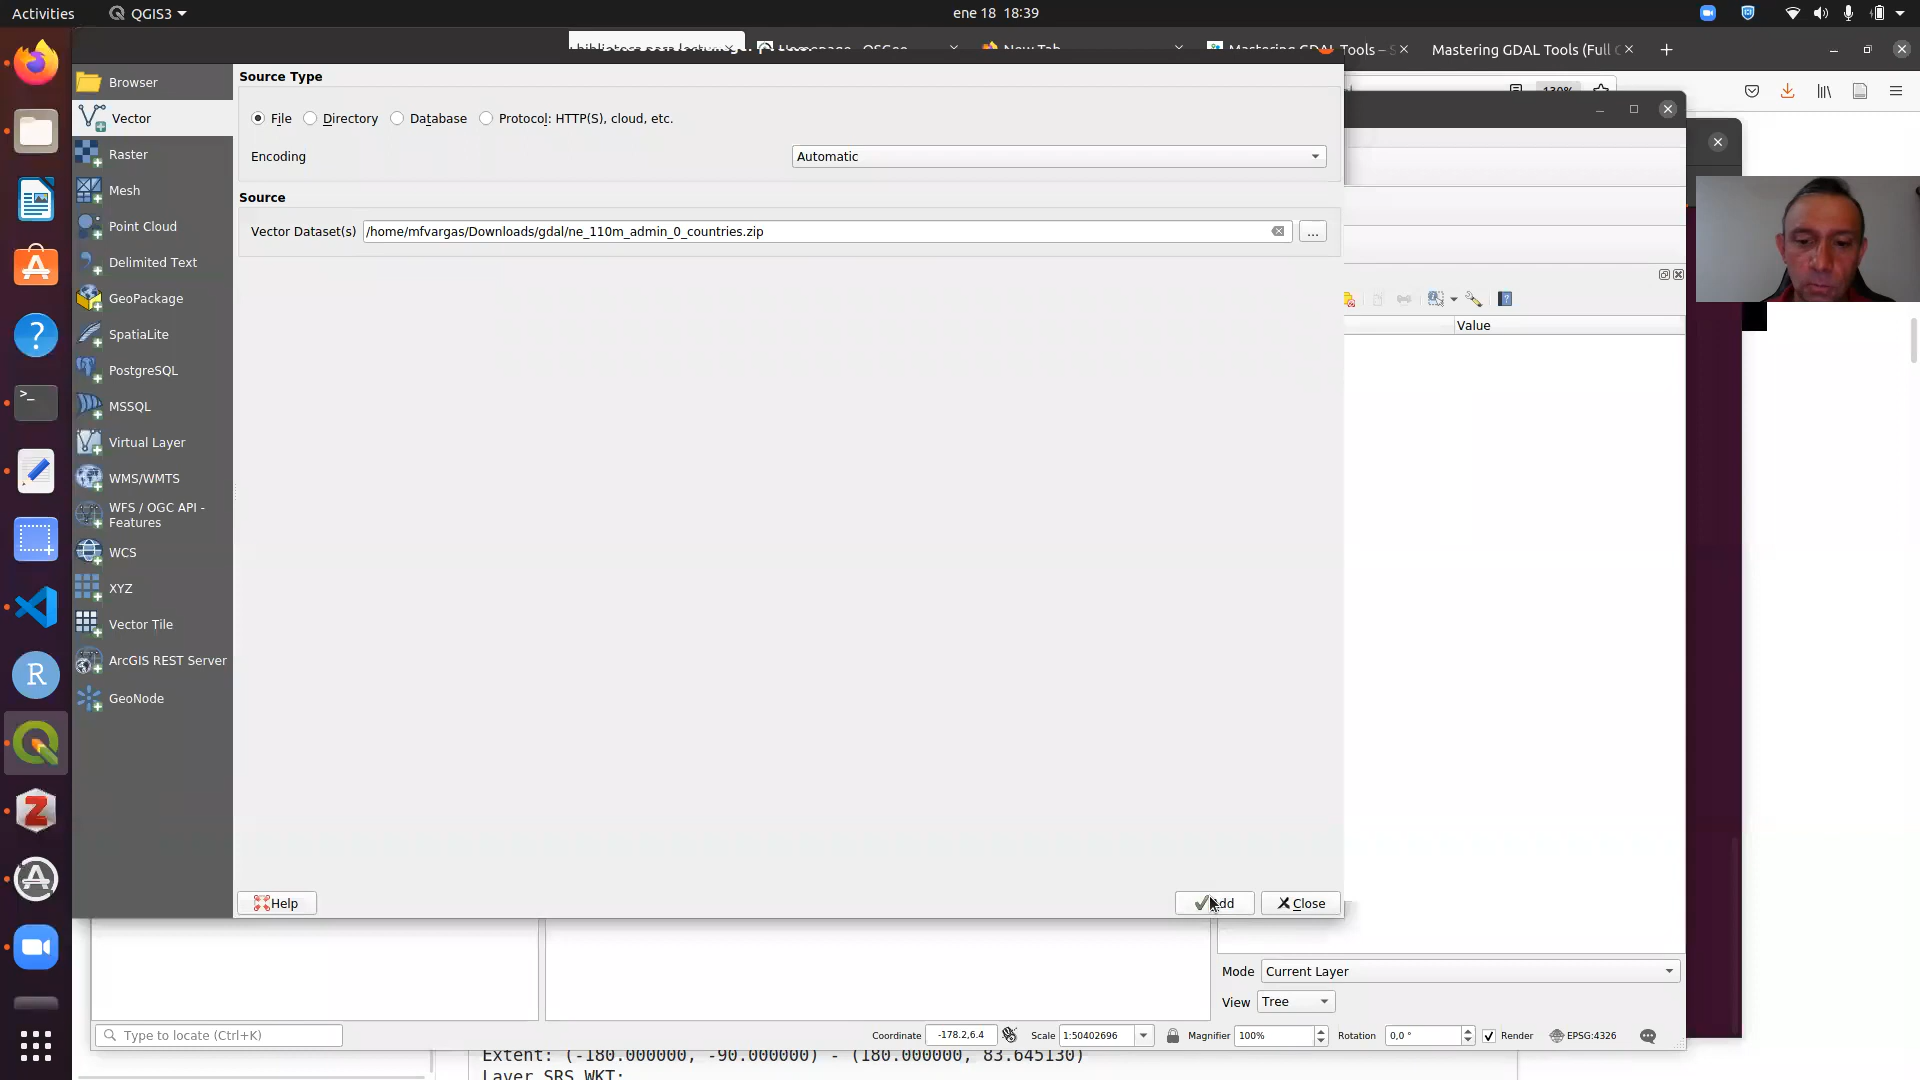 Activities
QGIS3
ene 18 18:39
Mastering GDAL Tools –
Mastering GDAL Tools (Full
New Tab
Browser
Vector
Raster
Mesh
Point Cloud
Delimited Text
GeoPackage
SpatiaLite
PostgreSQL
MSSQL
Virtual Layer
WMS/WMTS
WFS / OGC API -
Features
WCS
XYZ
Vector Tile
ArcGIS REST Server
GeoNode
Source Type
File
Directory
Database
Protocol: HTTP(S), cloud, etc.
Encoding
Automatic
Source
Vector Dataset(s)
/home/mfvargas/Downloads/gdal/ne_110m_admin_0_countries.zip
...
Value
Help
Close
Mode
Current Layer
View
Tree
Type to locate (Ctrl+K)
Coordinate
-178.2,6.4
Scale
1:50402696
Magnifier
100%
Rotation
0,0 °
Render
EPSG:4326
Extent: (-180.000000, -90.000000) - (180.000000, 83.645130)
Layer SRS WKT: